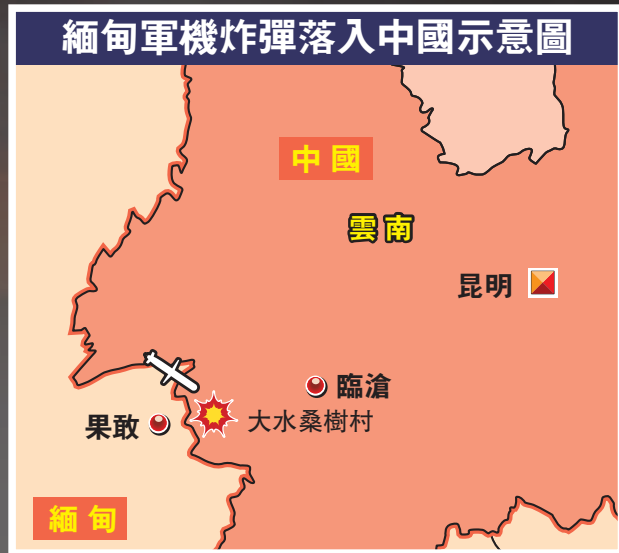 緬甸軍機炸彈落入中國示意圖
中國
雲南
昆明
臨滄
果敢
大水桑樹村
緬甸